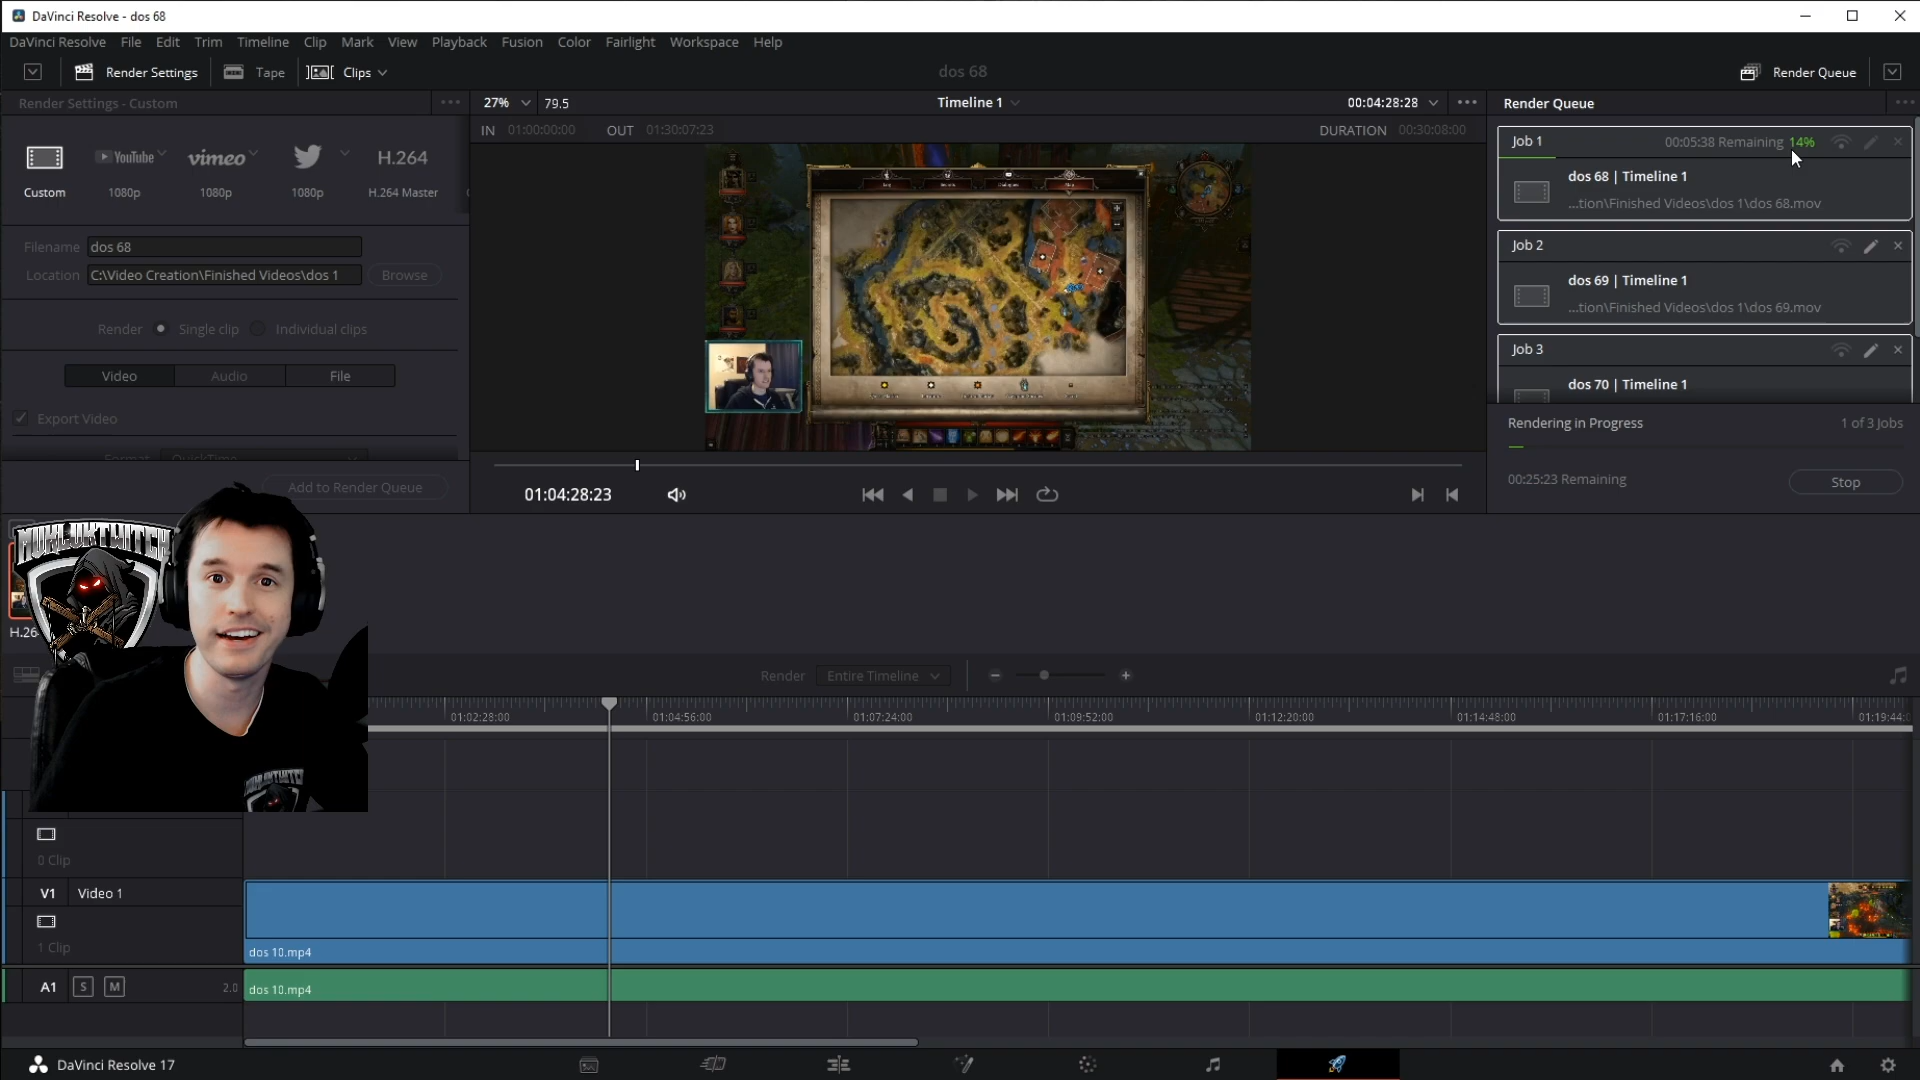 DaVinci Resolve - dos 68
DaVinci Resolve File Edit Trim Timeline Clip Mark View Playback Fusion Color Fairlight Workspace Help
Render Settings Tape Clips dos 68 Render Queue
Render Settings - Custom
27% 79.5 Timeline 1 00:04:28:28
Render Queue
IN 01:00:00:00 OUT 01:30:07:23 DURATION 00:30:08:00
YouTube vimeo H.264
Custom 1080p 1080p 1080p H.264 Master
Filename dos 68
Location C:\Video Creation\Finished Videos\dos 1 Browse
Render Single clip Individual clips
Video Audio File
Export Video
Format QuickTime
Add to Render Queue
Job 1 00:05:38 Remaining 14%
dos 68 | Timeline 1
...tion\Finished Videos\dos 1\dos 68.mov
Job 2
dos 69 | Timeline 1
...tion\Finished Videos\dos 1\dos 69.mov
Job 3
dos 70 | Timeline 1
Rendering in Progress 1 of 3 Jobs
00:25:23 Remaining Stop
01:04:28:23
MUKLUKTWITCH
H.26
Render Entire Timeline
01:02:28:00 01:04:56:00 01:07:24:00 01:09:52:00 01:12:20:00 01:14:48:00 01:17:16:00 01:19:44:0
0 Clip
V1 Video 1
1 Clip
dos 10.mp4
A1 S M 2.0 dos 10.mp4
DaVinci Resolve 17